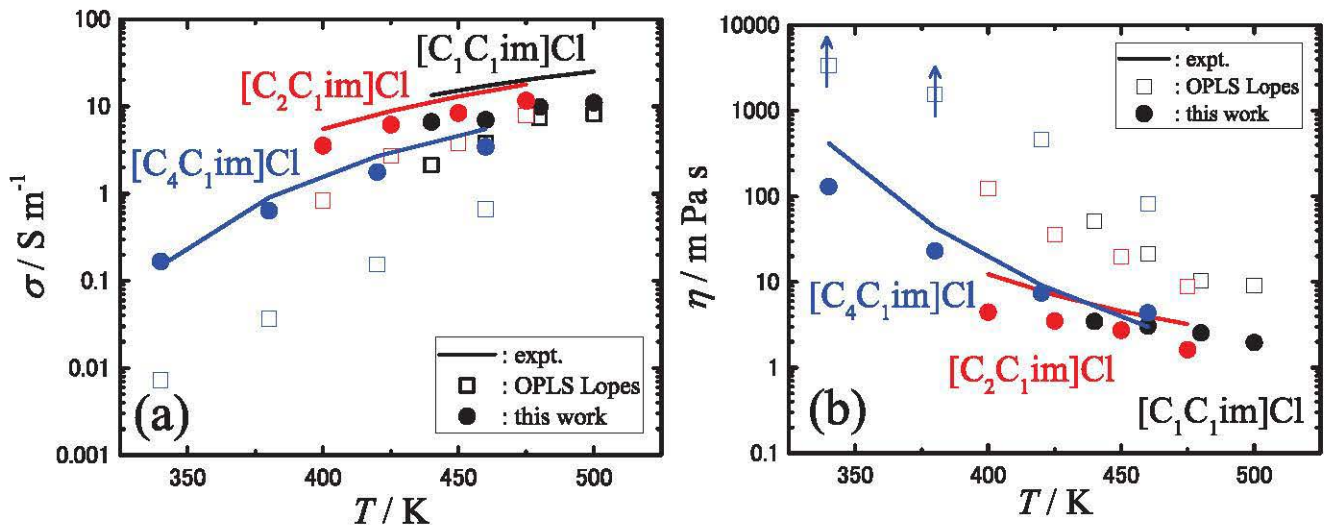 100
10
1
0.1
0.01
0.001
σ / S m⁻¹
[C₁C₁im]Cl
[C₂C₁im]Cl
[C₄C₁im]Cl
: expt.
: OPLS Lopes
: this work
(a)
350 400 450 500
T / K
10000
1000
100
10
1
0.1
η / m Pa s
: expt.
: OPLS Lopes
: this work
[C₄C₁im]Cl
[C₂C₁im]Cl
[C₁C₁im]Cl
(b)
350 400 450 500
T / K